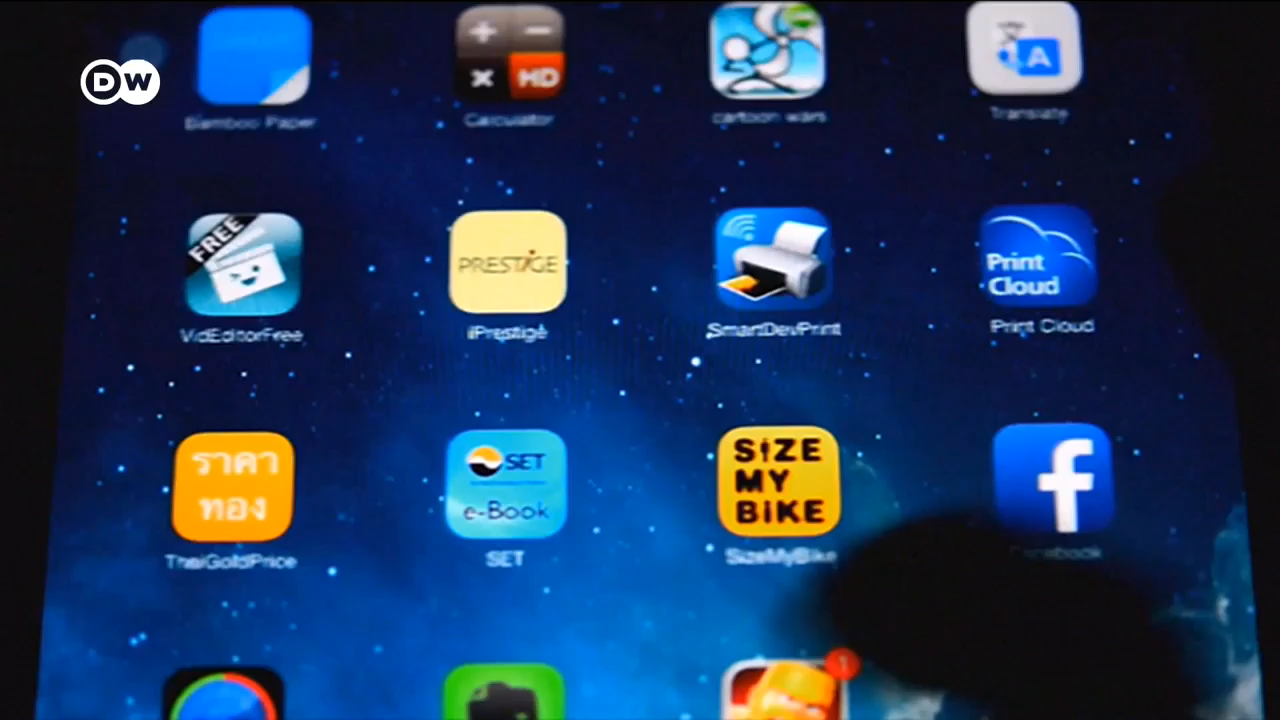 DW
HD
Bamboo Paper
Calculator
cartoon wars
A
Translate
FREE
PRESTiGE
Print
Cloud
VidEditorFree
iPrestige
SmartDevPrint
Print Cloud
ราคา
ทอง
SET
e-Book
SiZE
MY
BiKE
f
ThaiGoldPrice
SET
SizeMyBike
Facebook
1